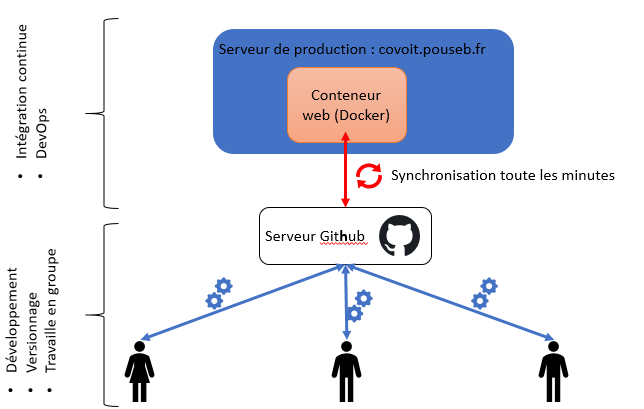 Serveur de production : covoit.pouseb.fr
Conteneur
web (Docker)
Synchronisation toute les minutes
Serveur Github
• Intégration continue
• DevOps
• Développement
• Versionnage
• Travaille en groupe